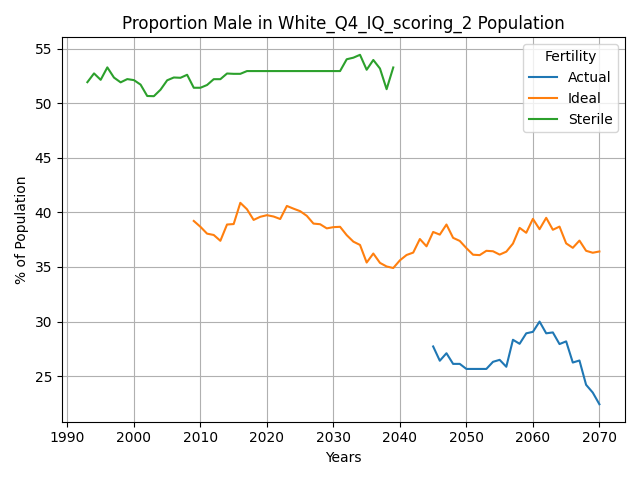 Proportion Male in White_Q4_IQ_scoring_2 Population
% of Population
55
50
45
40
35
30
25
Fertility
Actual
Ideal
Sterile
1990 2000 2010 2020 2030 2040 2050 2060 2070
Years